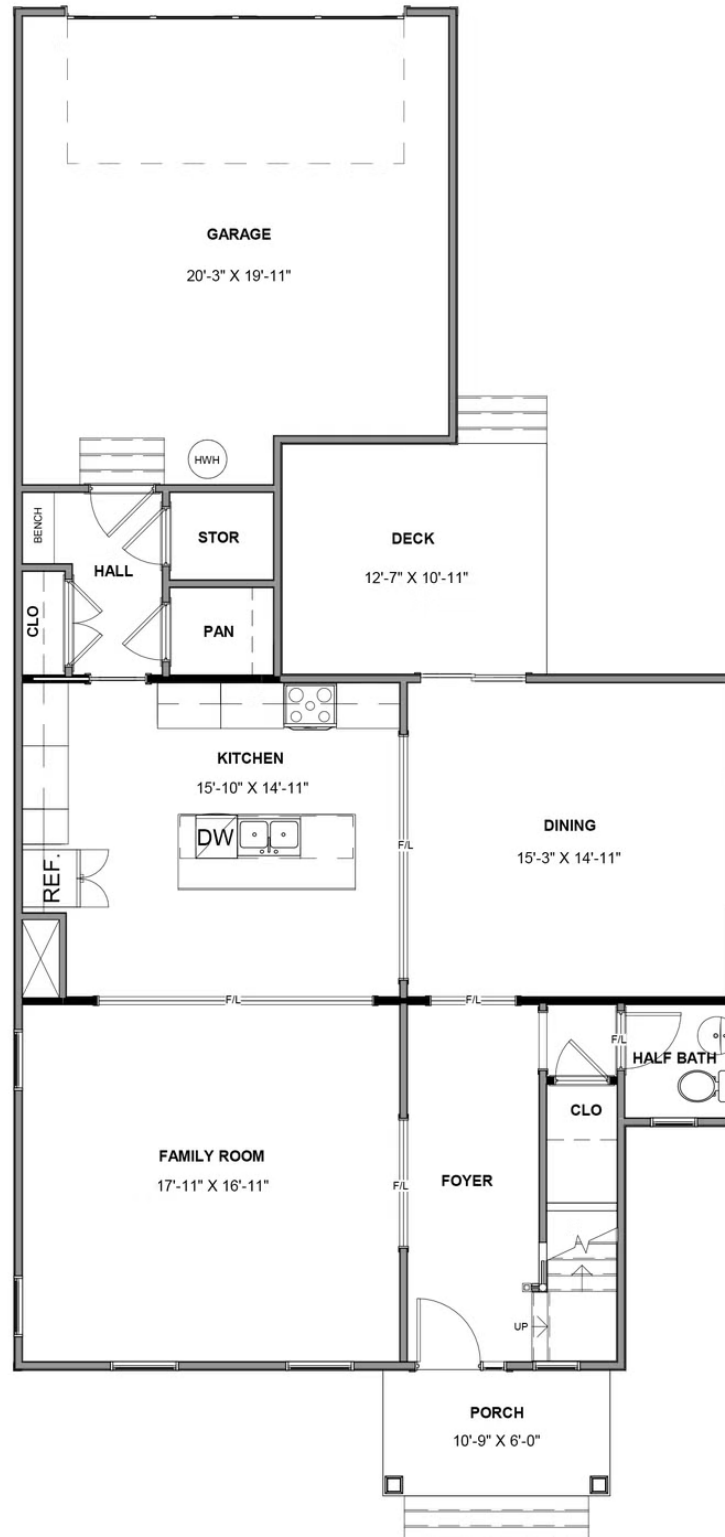 GARAGE
20'-3" X 19'-11"
HWH
BENCH
STOR
DECK
12'-7" X 10'-11"
HALL
CLO
PAN
KITCHEN
15'-10" X 14'-11"
DW
F/L
DINING
15'-3" X 14'-11"
REF.
F/L
F/L
F/L
HALF BATH
CLO
FAMILY ROOM
17'-11" X 16'-11"
F/L
FOYER
UP
PORCH
10'-9" X 6'-0"